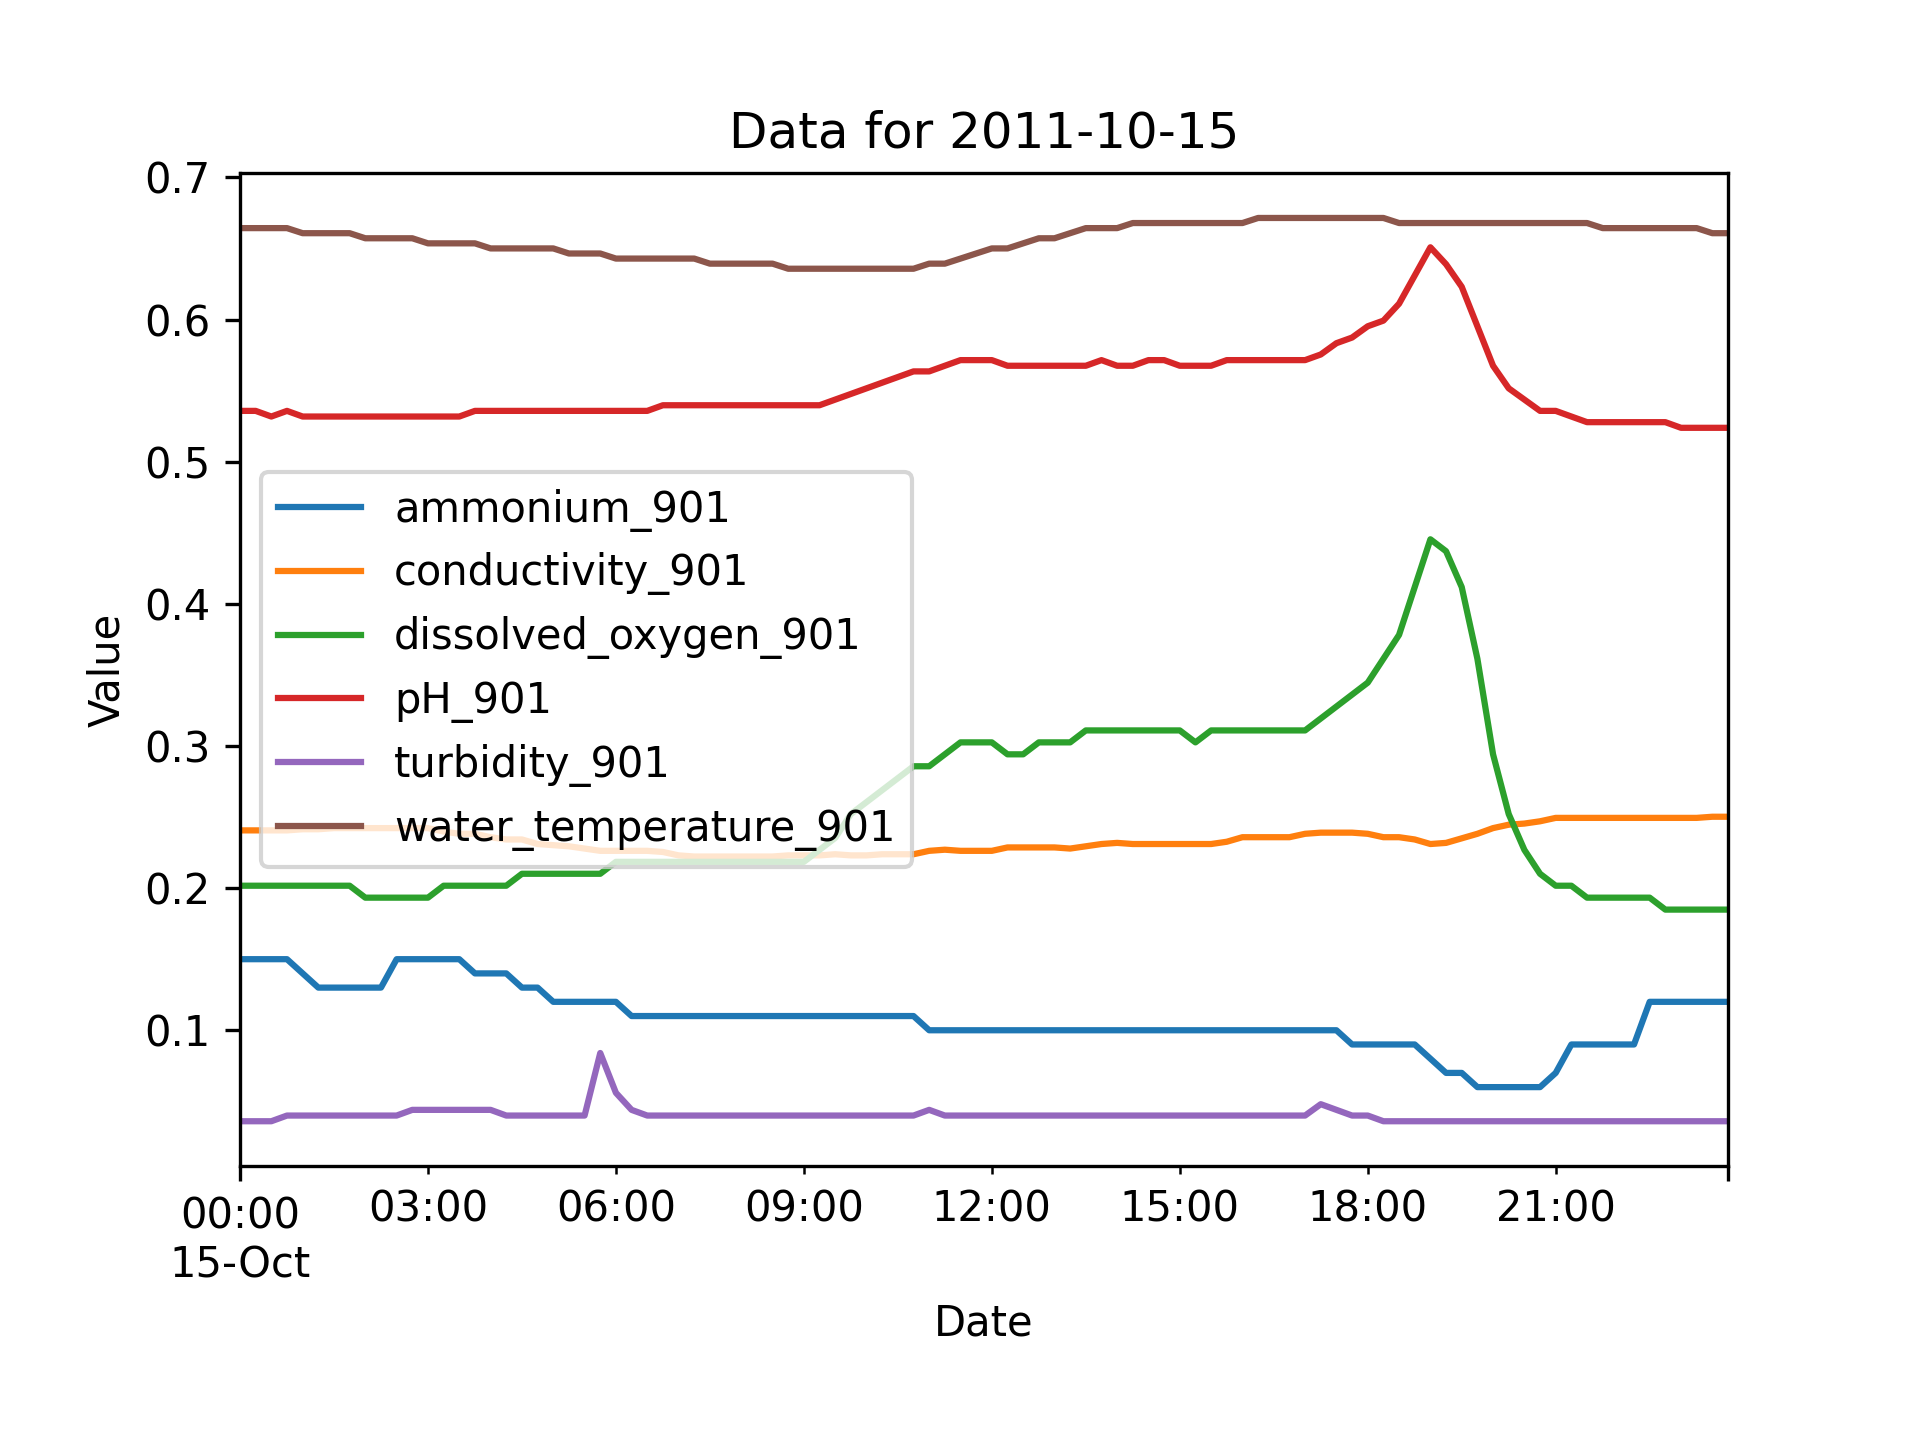 Data for 2011-10-15
0.7
0.6
0.5
0.4
0.3
0.2
0.1
Value
ammonium_901
conductivity_901
dissolved_oxygen_901
pH_901
turbidity_901
water_temperature_901
00:00 03:00 06:00 09:00 12:00 15:00 18:00 21:00
15-Oct
Date